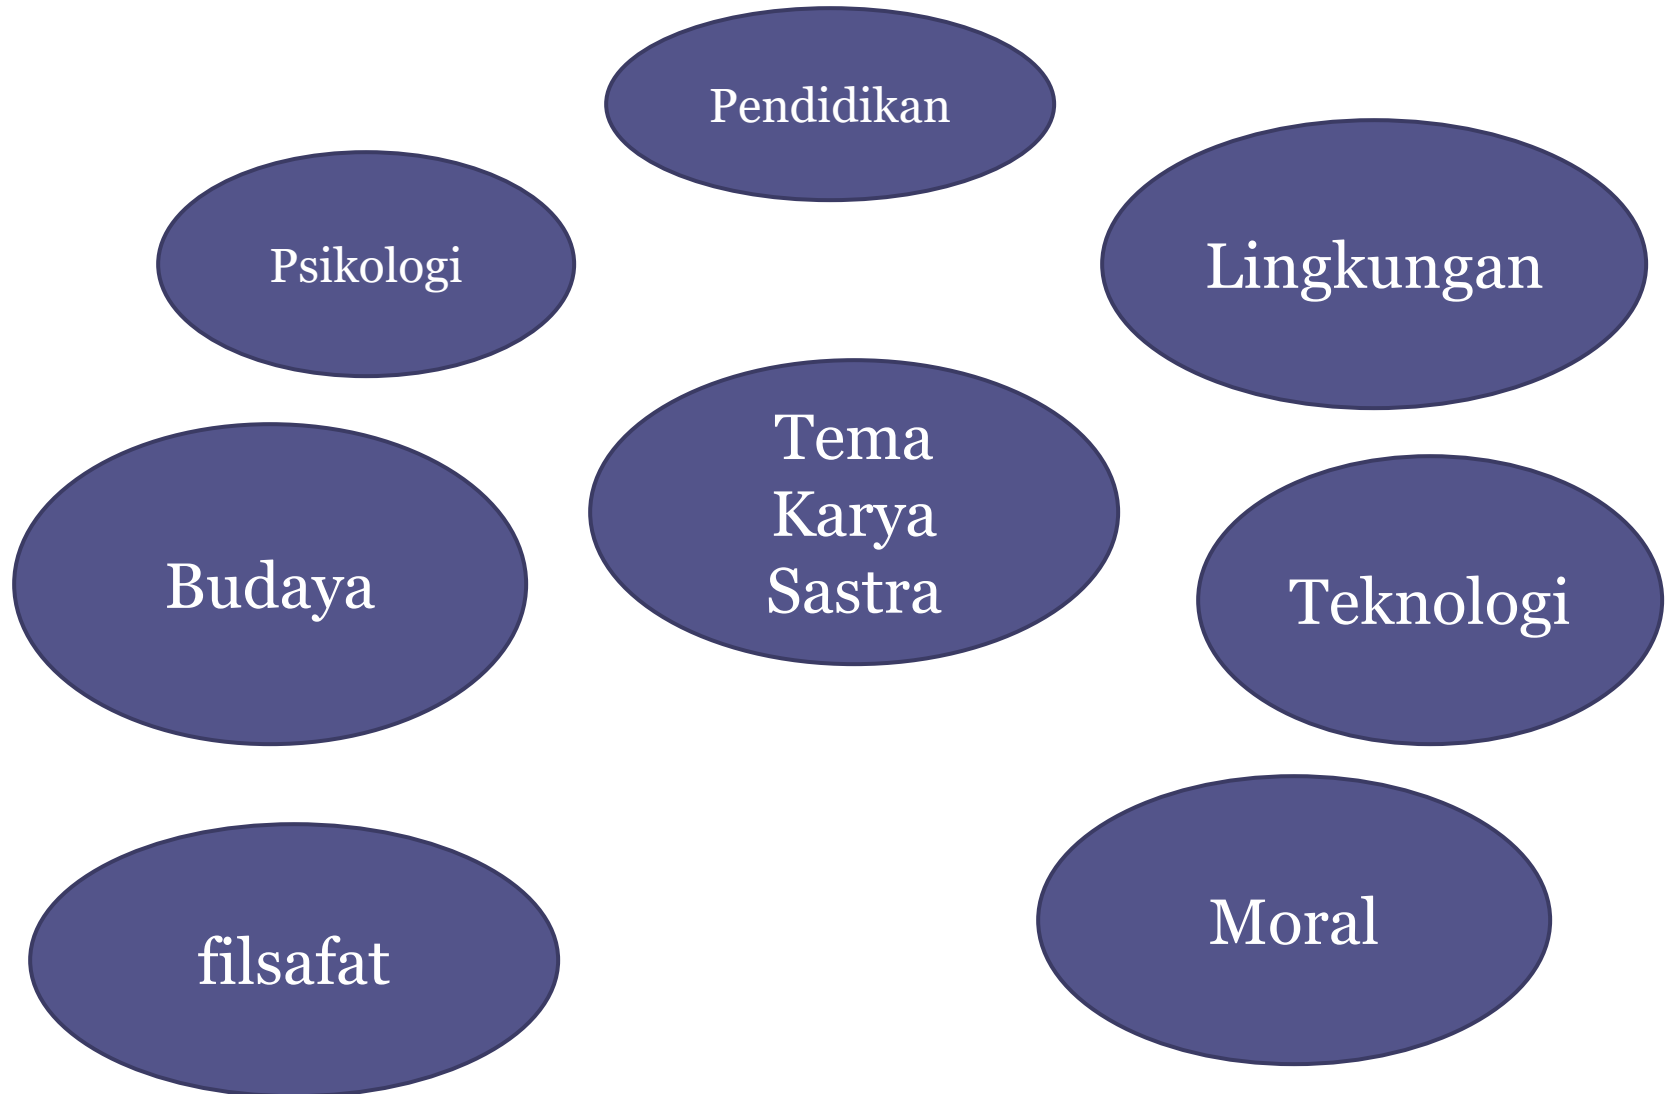 Pendidikan
Psikologi
Lingkungan
Tema
Karya
Sastra
Budaya
Teknologi
Moral
filsafat